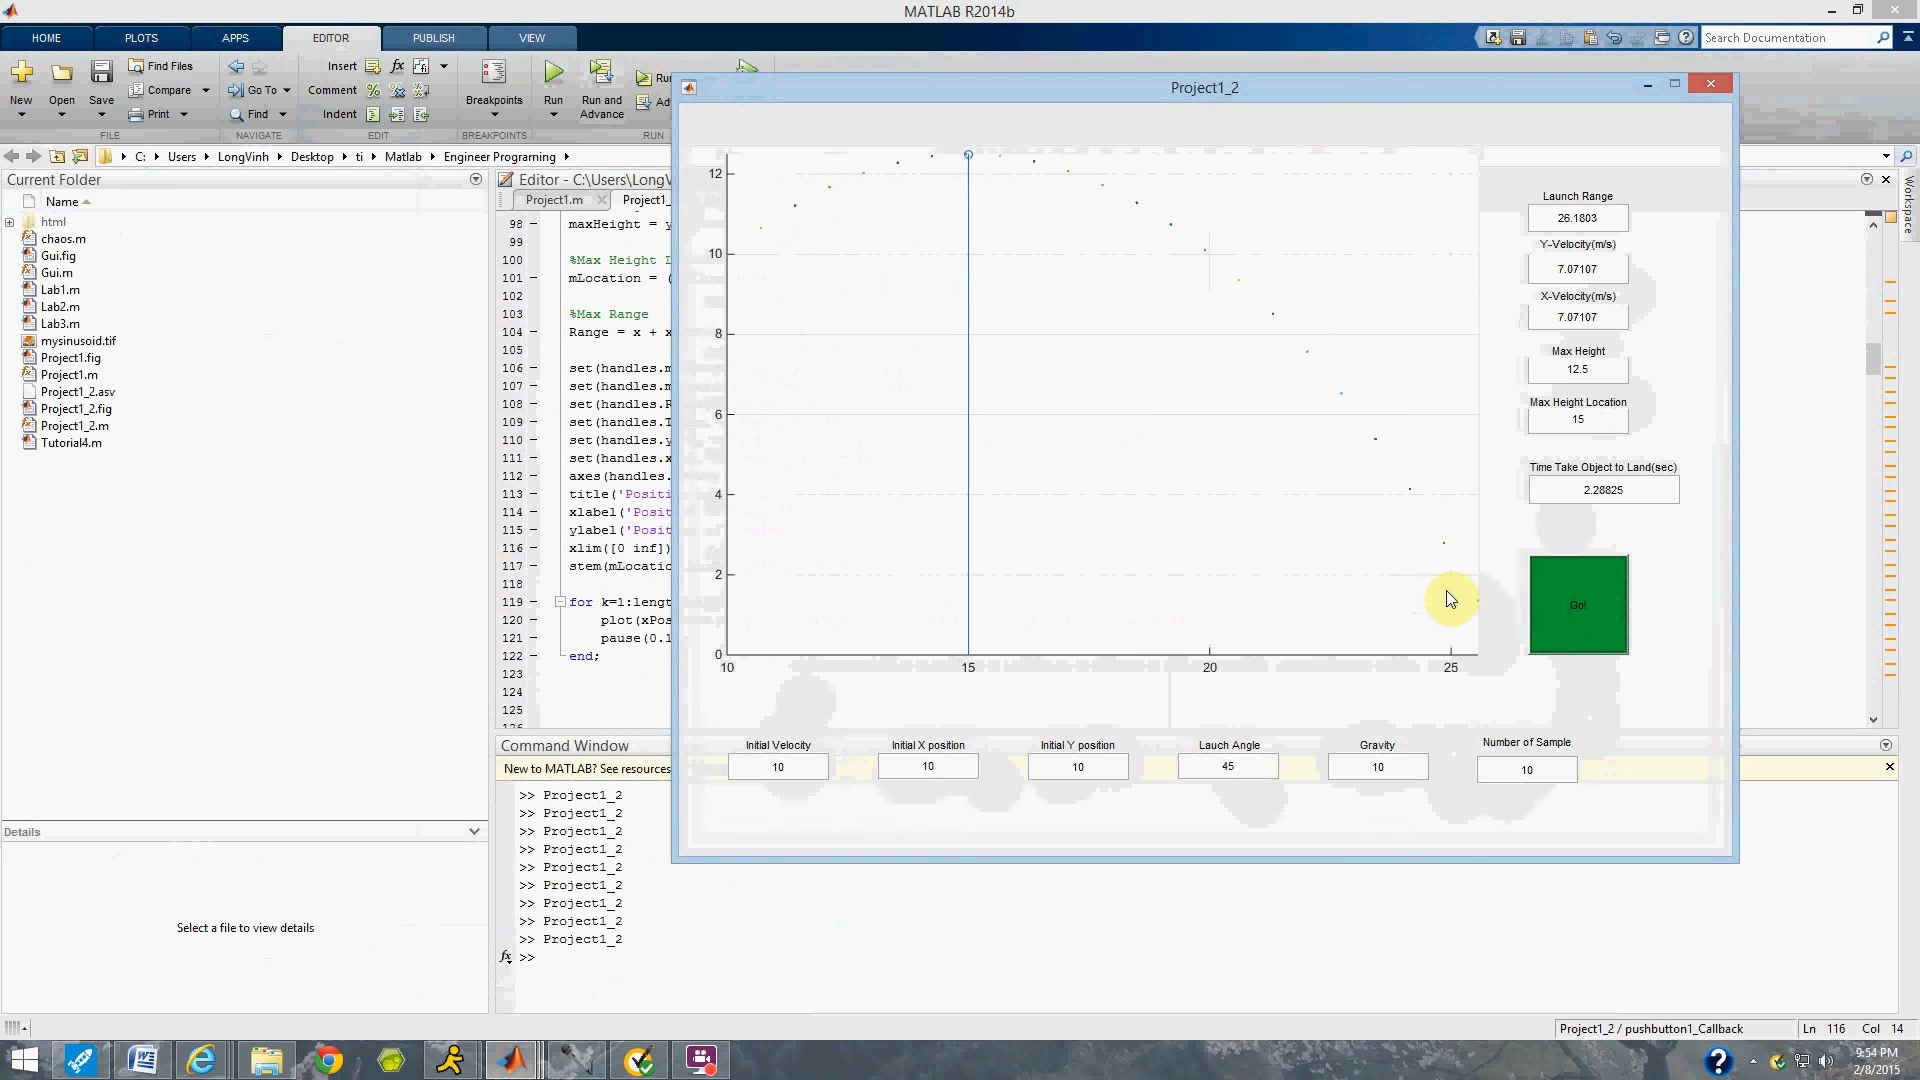 MATLAB R2014b
HOME PLOTS APPS EDITOR PUBLISH VIEW
Search Documentation
New Open Save
Find Files
Compare
Print
FILE
Go To
Find
NAVIGATE
Insert
Comment
Indent
EDIT
Breakpoints
BREAKPOINTS
Run
Run and
Advance
RUN
C: Users LongVinh Desktop ti Matlab Engineer Programing
Current Folder
Name
html
chaos.m
Gui.fig
Gui.m
Lab1.m
Lab2.m
Lab3.m
mysinusoid.tif
Project1.fig
Project1.m
Project1_2.asv
Project1_2.fig
Project1_2.m
Tutorial4.m
Details
Select a file to view details
Editor - C:\Users\Long
Project1.m Project1_
98 maxHeight = y
99
100 %Max Height
101 mLocation = (
102
103 %Max Range
104 Range = x + x
105
106 set(handles.m
107 set(handles.m
108 set(handles.R
109 set(handles.T
110 set(handles.y
111 set(handles.x
112 axes(handles.
113 title('Positi
114 xlabel('Posit
115 ylabel('Posit
116 xlim([0 inf])
117 stem(mLocatio
118
119 for k=1:lengt
120 plot(xPos
121 pause(0.1
122 end;
123
124
125
Command Window
New to MATLAB? See resources
>> Project1_2
>> Project1_2
>> Project1_2
>> Project1_2
>> Project1_2
>> Project1_2
>> Project1_2
>> Project1_2
>> Project1_2
fx >>
Project1_2
12
10
8
6
4
2
0
10 15 20 25
Launch Range
26.1803
Y-Velocity(m/s)
7.07107
X-Velocity(m/s)
7.07107
Max Height
12.5
Max Height Location
15
Time Take Object to Land(sec)
2.28825
Go!
Initial Velocity Initial X position Initial Y position Lauch Angle Gravity Number of Sample
10 10 10 45 10 10
Workspace
Project1_2 / pushbutton1_Callback Ln 116 Col 14
9:54 PM
2/8/2015